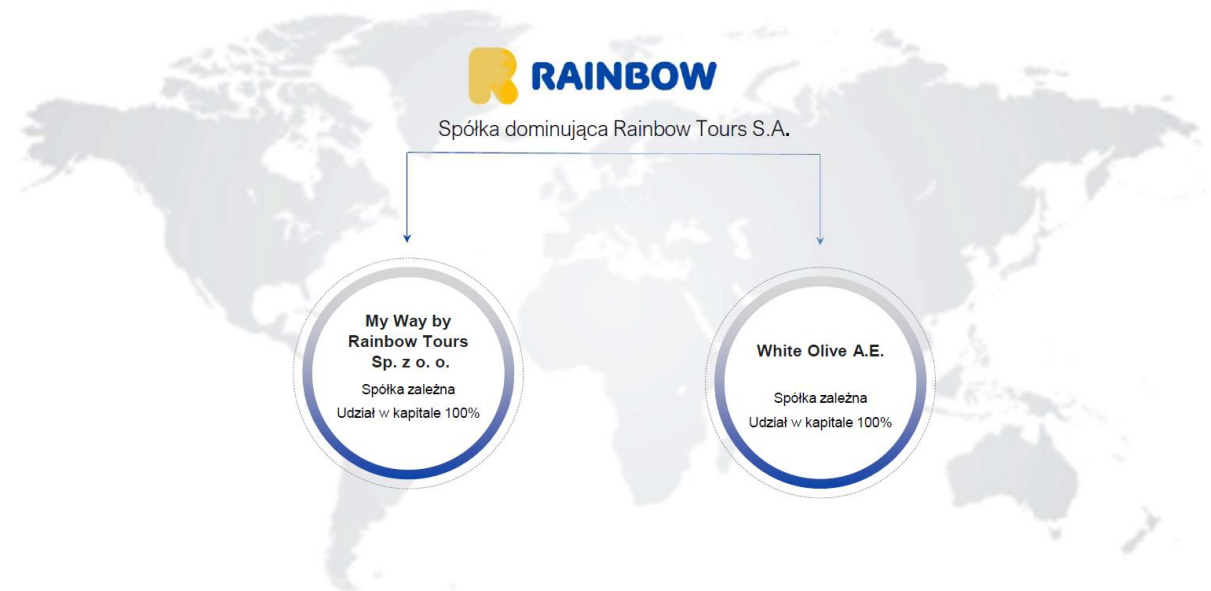 RAINBOW
Spółka dominująca Rainbow Tours S.A.
My Way by
Rainbow Tours
Sp. z o. o.
Spółka zależna
Udział w kapitale 100%
White Olive A.E.
Spółka zależna
Udział w kapitale 100%